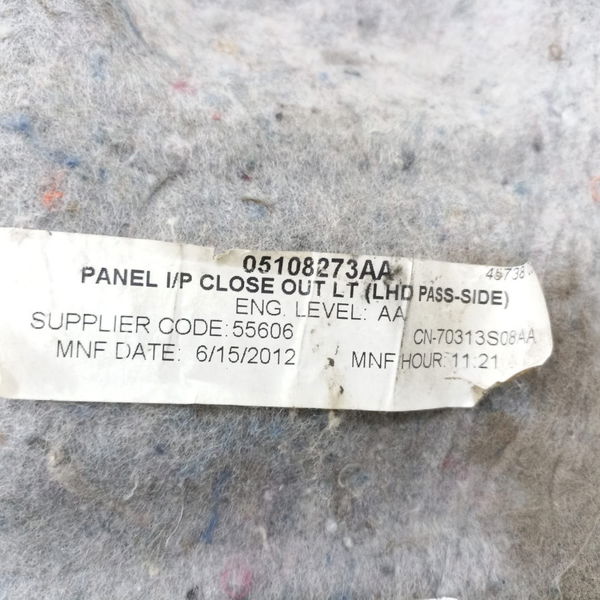 05108273AA
PANEL I/P CLOSE OUT LT (LHD PASS-SIDE)
ENG. LEVEL: AA
SUPPLIER CODE: 55606 CN-70313S08AA
MNF DATE: 6/15/2012 MNF HOUR: 11:21